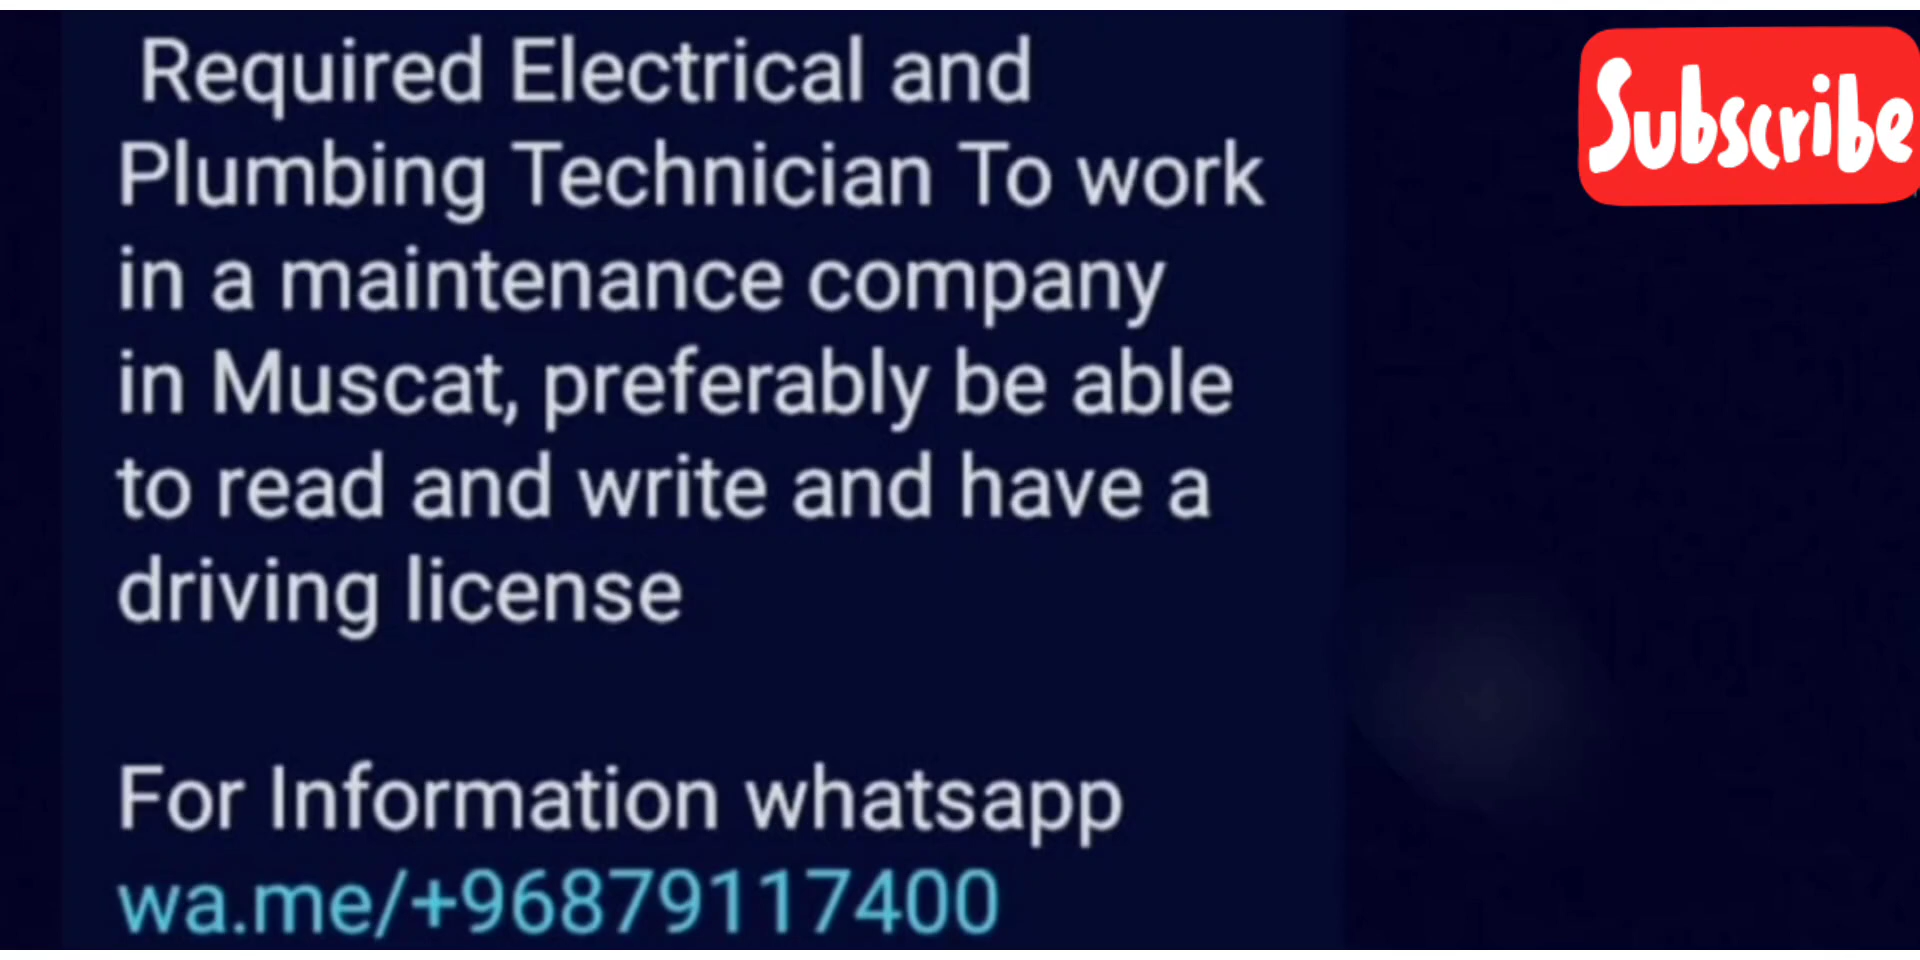 Required Electrical and
Plumbing Technician To work
in a maintenance company
in Muscat, preferably be able
to read and write and have a
driving license
For Information whatsapp
wa.me/+96879117400
Subscribe